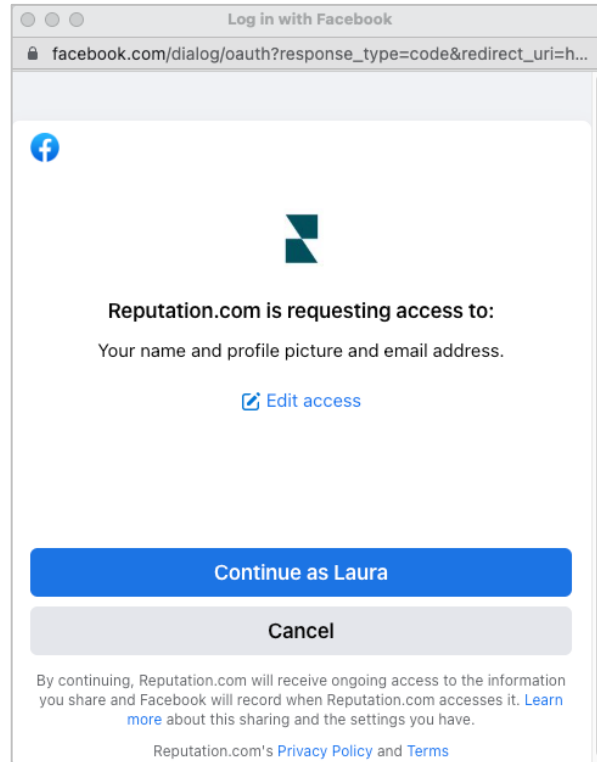 Log in with Facebook
facebook.com/dialog/oauth?response_type=code&redirect_uri=h...
Reputation.com is requesting access to:
Your name and profile picture and email address.
Edit access
Continue as Laura
Cancel
By continuing, Reputation.com will receive ongoing access to the information
you share and Facebook will record when Reputation.com accesses it. Learn
more about this sharing and the settings you have.
Reputation.com's Privacy Policy and Terms